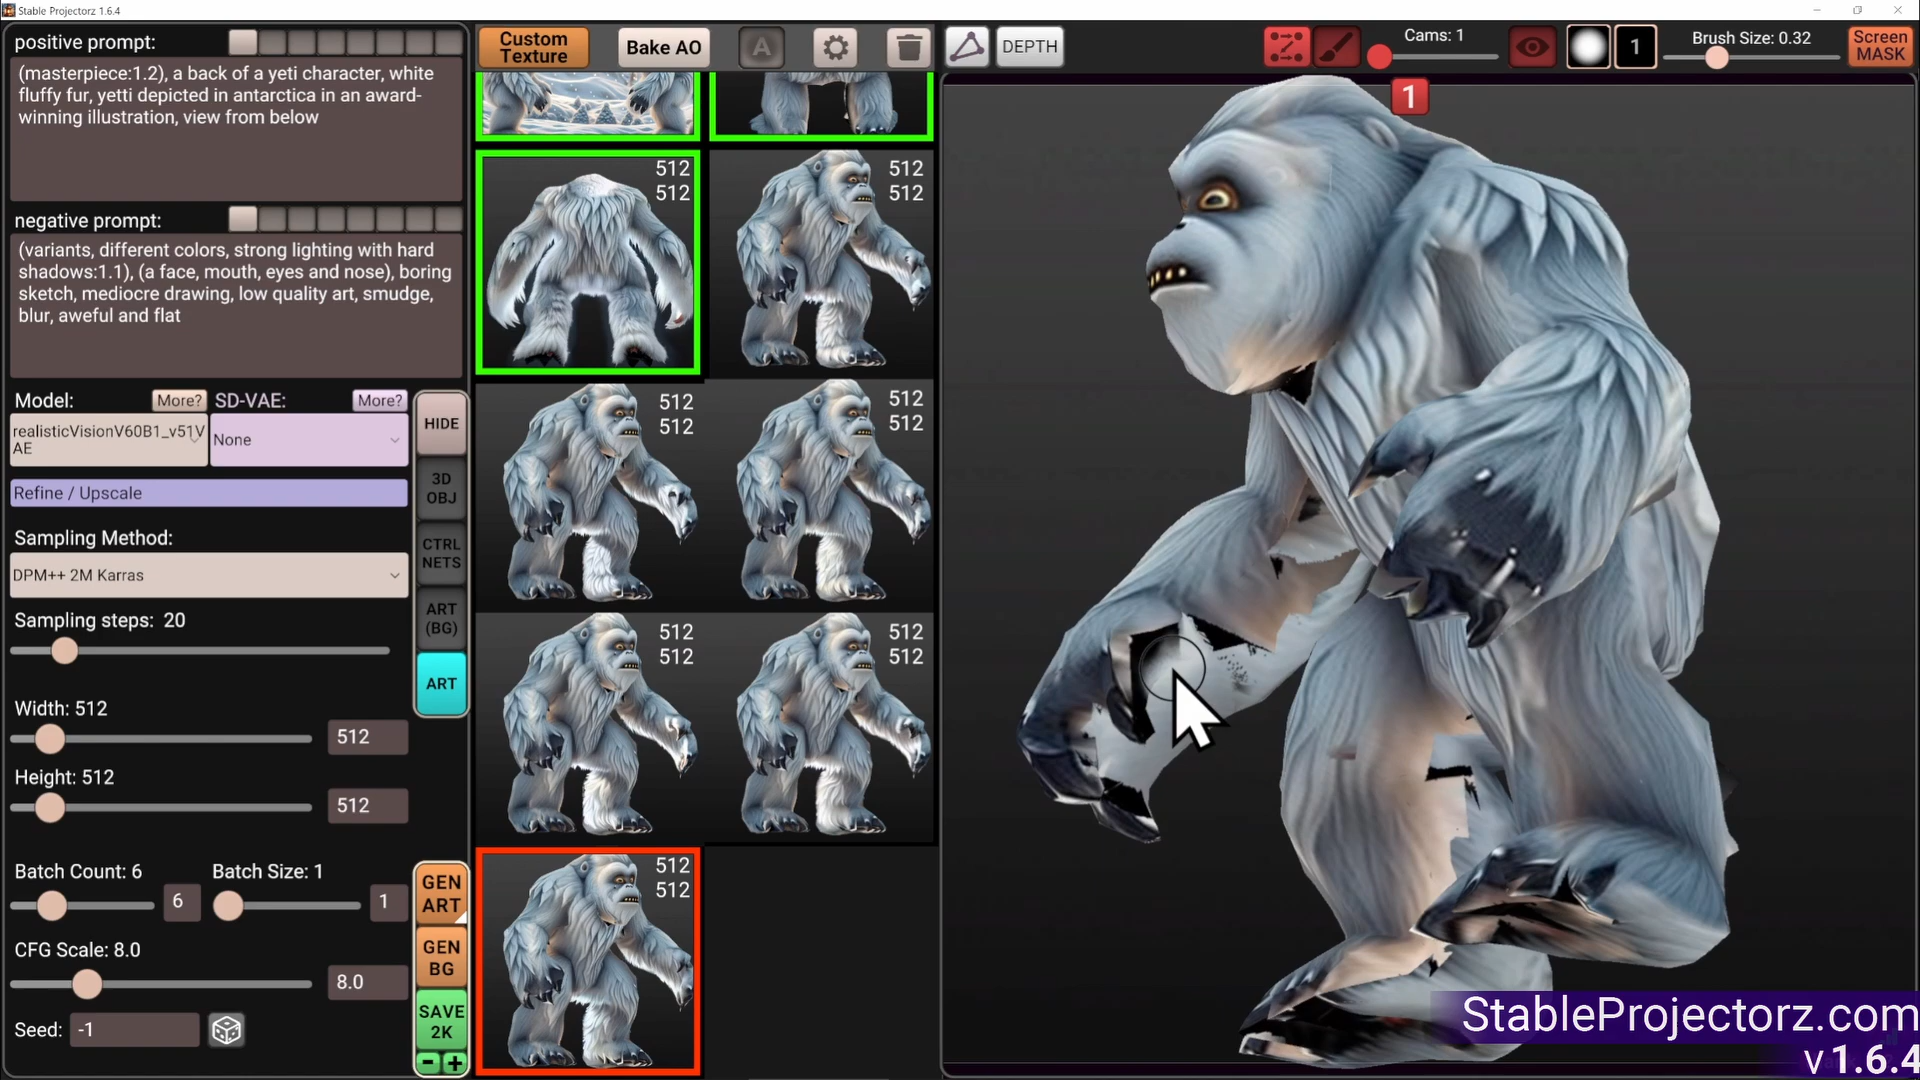 Stable Projectorz 1.6.4
positive prompt:
(masterpiece:1.2), a back of a yeti character, white
fluffy fur, yetti depicted in antarctica in an award-
winning illustration, view from below
negative prompt:
(variants, different colors, strong lighting with hard
shadows:1.1), (a face, mouth, eyes and nose), boring
sketch, mediocre drawing, low quality art, smudge,
blur, aweful and flat
Model:
More?
SD-VAE:
More?
realisticVisionV60B1_v51V
AE
None
Refine / Upscale
Sampling Method:
DPM++ 2M Karras
Sampling steps: 20
Width: 512
512
Height: 512
512
Batch Count: 6
Batch Size: 1
6
1
CFG Scale: 8.0
8.0
Seed:
-1
HIDE
3D
OBJ
CTRL
NETS
ART
(BG)
ART
GEN
ART
GEN
BG
SAVE
2K
- +
Custom
Texture
Bake AO
A
512
512
512
512
512
512
512
512
512
512
512
512
512
512
DEPTH
Cams: 1
1
Brush Size: 0.32
Screen
MASK
1
StableProjectorz.com
v1.6.4